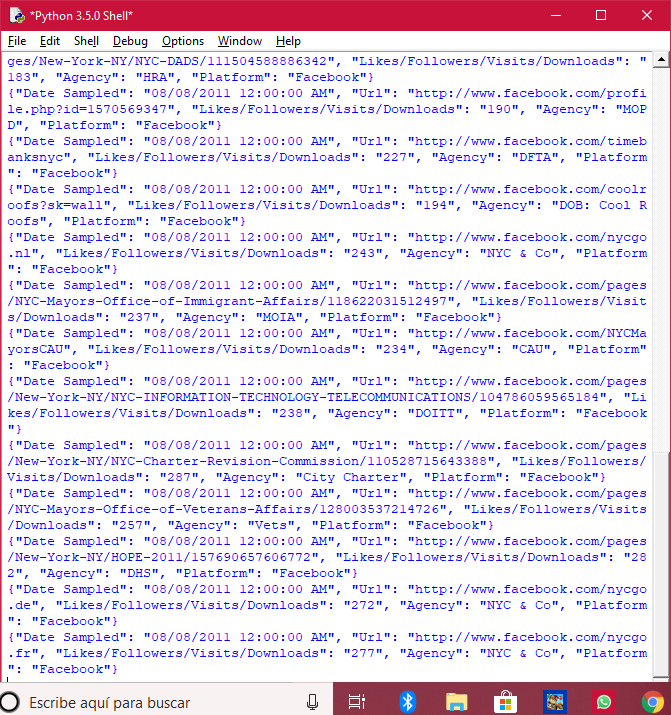 *Python 3.5.0 Shell*
File Edit Shell Debug Options Window Help
ges/New-York-NY/NYC-DADS/111504588886342", "Likes/Followers/Visits/Downloads": "
183", "Agency": "HRA", "Platform": "Facebook"}
{"Date Sampled": "08/08/2011 12:00:00 AM", "Url": "http://www.facebook.com/profi
le.php?id=1570569347", "Likes/Followers/Visits/Downloads": "190", "Agency": "MOP
D", "Platform": "Facebook"}
{"Date Sampled": "08/08/2011 12:00:00 AM", "Url": "http://www.facebook.com/timeb
anksnyc", "Likes/Followers/Visits/Downloads": "227", "Agency": "DFTA", "Platform
": "Facebook"}
{"Date Sampled": "08/08/2011 12:00:00 AM", "Url": "http://www.facebook.com/coolr
oofs?sk=wall", "Likes/Followers/Visits/Downloads": "194", "Agency": "DOB: Cool R
oofs", "Platform": "Facebook"}
{"Date Sampled": "08/08/2011 12:00:00 AM", "Url": "http://www.facebook.com/nycgo
.nl", "Likes/Followers/Visits/Downloads": "243", "Agency": "NYC & Co", "Platform
": "Facebook"}
{"Date Sampled": "08/08/2011 12:00:00 AM", "Url": "http://www.facebook.com/pages
/NYC-Mayors-Office-of-Immigrant-Affairs/118622031512497", "Likes/Followers/Visit
s/Downloads": "237", "Agency": "MOIA", "Platform": "Facebook"}
{"Date Sampled": "08/08/2011 12:00:00 AM", "Url": "http://www.facebook.com/NYCMa
yorsCAU", "Likes/Followers/Visits/Downloads": "234", "Agency": "CAU", "Platform"
: "Facebook"}
{"Date Sampled": "08/08/2011 12:00:00 AM", "Url": "http://www.facebook.com/pages
/New-York-NY/NYC-INFORMATION-TECHNOLOGY-TELECOMMUNICATIONS/104786059565184", "Li
kes/Followers/Visits/Downloads": "238", "Agency": "DOITT", "Platform": "Facebook
"}
{"Date Sampled": "08/08/2011 12:00:00 AM", "Url": "http://www.facebook.com/pages
/New-York-NY/NYC-Charter-Revision-Commission/110528715643388", "Likes/Followers/
Visits/Downloads": "287", "Agency": "City Charter", "Platform": "Facebook"}
{"Date Sampled": "08/08/2011 12:00:00 AM", "Url": "http://www.facebook.com/pages
/NYC-Mayors-Office-of-Veterans-Affairs/128003537214726", "Likes/Followers/Visits
/Downloads": "257", "Agency": "Vets", "Platform": "Facebook"}
{"Date Sampled": "08/08/2011 12:00:00 AM", "Url": "http://www.facebook.com/pages
/New-York-NY/HOPE-2011/157690657606772", "Likes/Followers/Visits/Downloads": "28
2", "Agency": "DHS", "Platform": "Facebook"}
{"Date Sampled": "08/08/2011 12:00:00 AM", "Url": "http://www.facebook.com/nycgo
.de", "Likes/Followers/Visits/Downloads": "272", "Agency": "NYC & Co", "Platform
": "Facebook"}
{"Date Sampled": "08/08/2011 12:00:00 AM", "Url": "http://www.facebook.com/nycgo
.fr", "Likes/Followers/Visits/Downloads": "277", "Agency": "NYC & Co", "Platform
": "Facebook"}
Escribe aquí para buscar